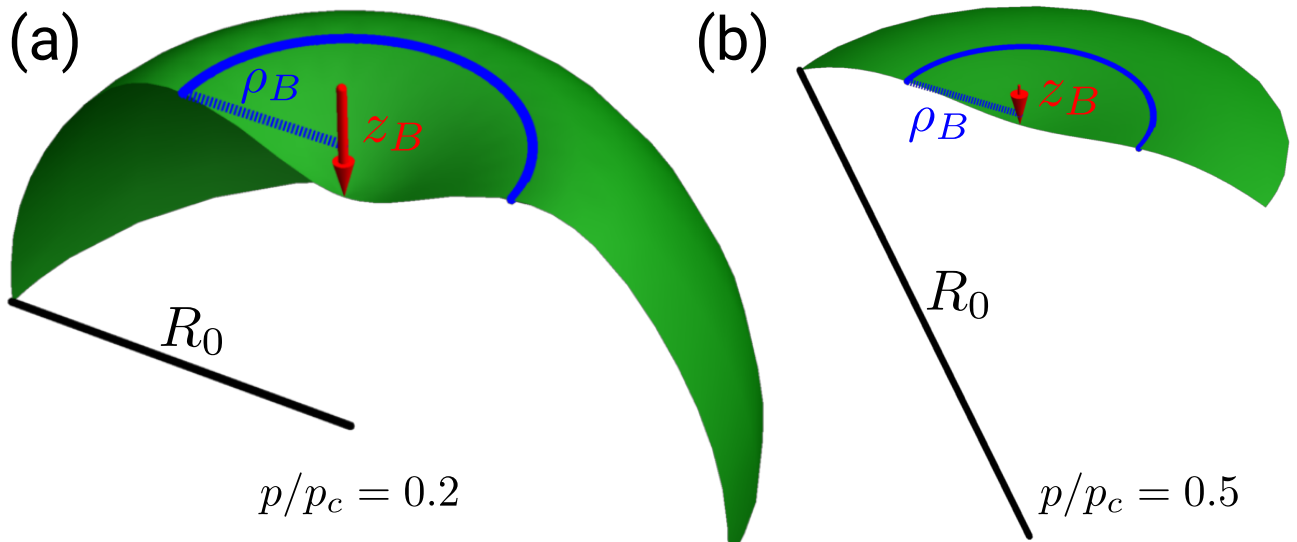 (a)
ρ_B
z_B
R_0
p/p_c = 0.2
(b)
z_B
ρ_B
R_0
p/p_c = 0.5